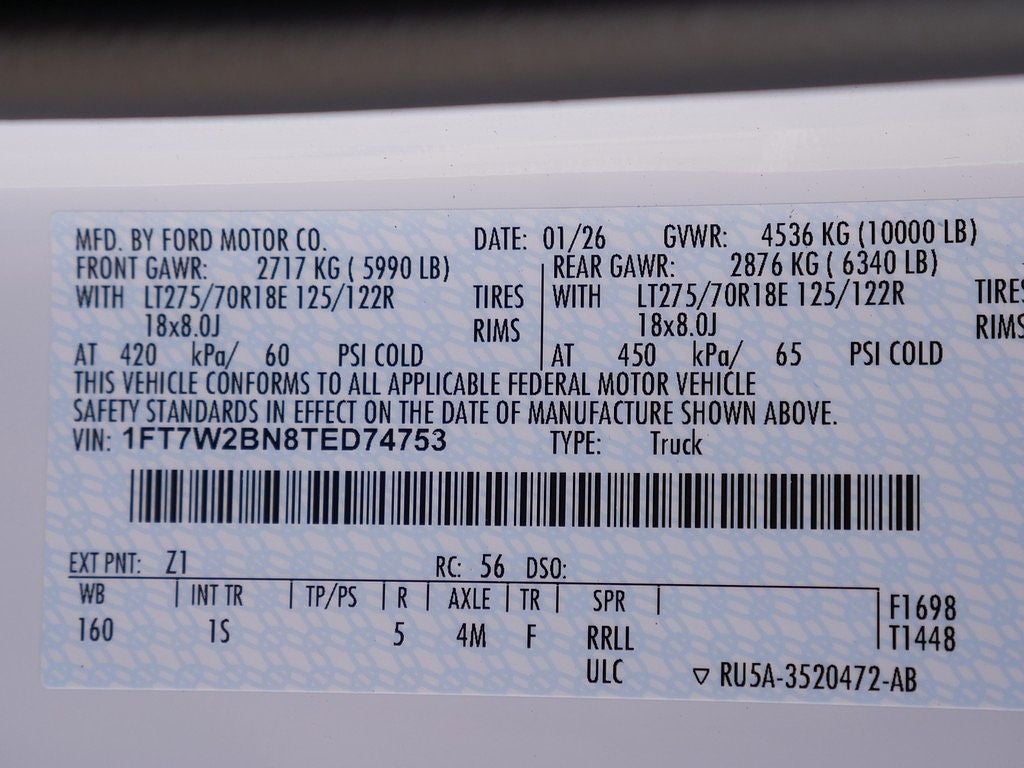 MFD. BY FORD MOTOR CO. DATE: 01/26 GVWR: 4536 KG (10000 LB)
FRONT GAWR: 2717 KG ( 5990 LB) REAR GAWR: 2876 KG ( 6340 LB)
WITH LT275/70R18E 125/122R TIRES WITH LT275/70R18E 125/122R TIRES
18x8.0J RIMS 18x8.0J RIMS
AT 420 kPa/ 60 PSI COLD AT 450 kPa/ 65 PSI COLD
THIS VEHICLE CONFORMS TO ALL APPLICABLE FEDERAL MOTOR VEHICLE
SAFETY STANDARDS IN EFFECT ON THE DATE OF MANUFACTURE SHOWN ABOVE.
VIN: 1FT7W2BN8TED74753 TYPE: Truck
EXT PNT: Z1 RC: 56 DSO:
WB INT TR TP/PS R AXLE TR SPR F1698
160 1S 5 4M F RRLL T1448
ULC ▽ RU5A-3520472-AB